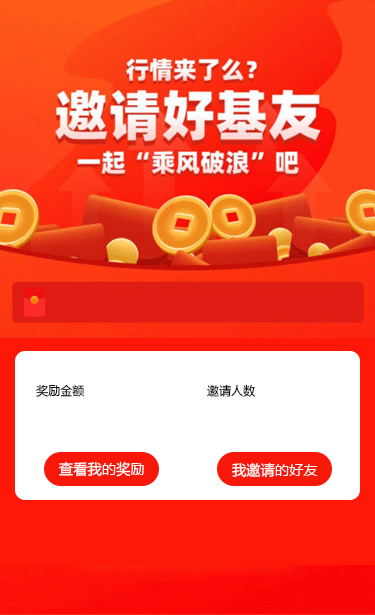 行情来了么?
邀请好基友
一起“乘风破浪”吧
奖励金额
邀请人数
查看我的奖励
我邀请的好友